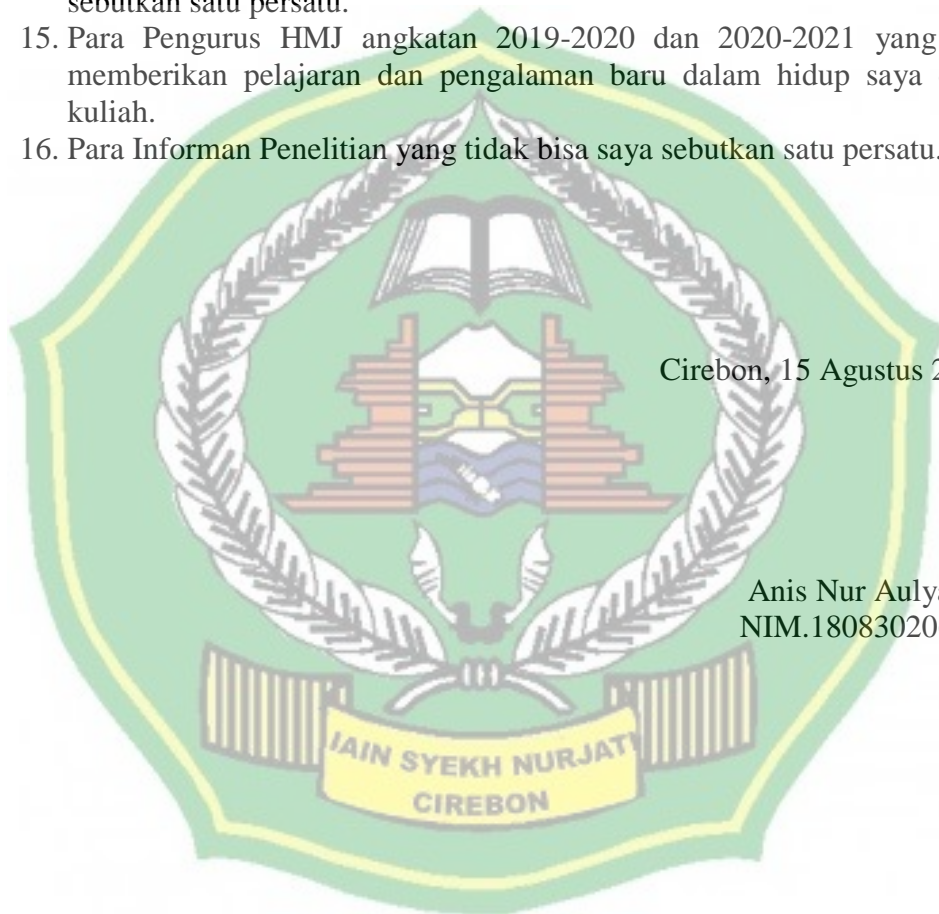 sebutkan satu persatu.
15. Para Pengurus HMJ angkatan 2019-2020 dan 2020-2021 yang
memberikan pelajaran dan pengalaman baru dalam hidup saya
kuliah.
16. Para Informan Penelitian yang tidak bisa saya sebutkan satu persatu.
Cirebon, 15 Agustus
Anis Nur
NIM.18083020
IAIN SYEKH NURJATI
CIREBON